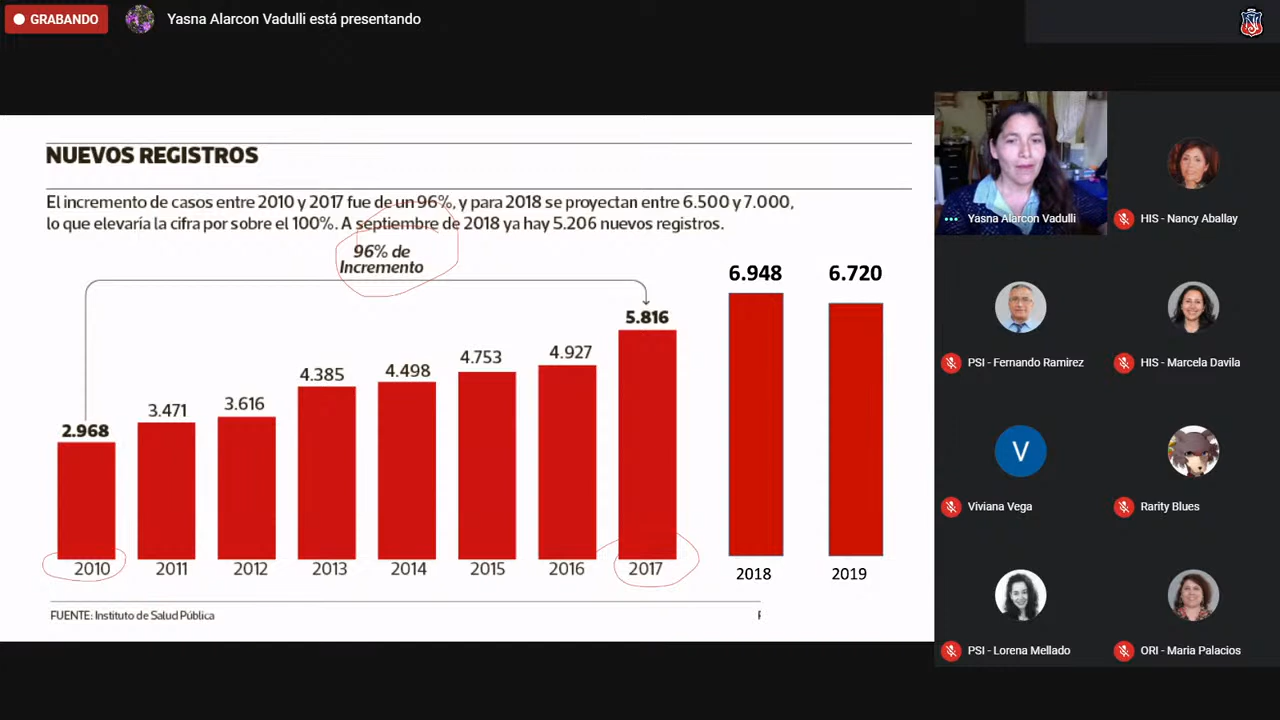 GRABANDO
Yasna Alarcon Vadulli está presentando
NUEVOS REGISTROS
El incremento de casos entre 2010 y 2017 fue de un 96%, y para 2018 se proyectan entre 6.500 y 7.000,
lo que elevaría la cifra por sobre el 100%. A septiembre de 2018 ya hay 5.206 nuevos registros.
96% de
Incremento
2.968
3.471
3.616
4.385
4.498
4.753
4.927
5.816
6.948
6.720
2010
2011
2012
2013
2014
2015
2016
2017
2018
2019
FUENTE: Instituto de Salud Pública
Yasna Alarcon Vadulli
HIS - Nancy Aballay
PSI - Fernando Ramirez
HIS - Marcela Davila
V
Viviana Vega
Rarity Blues
PSI - Lorena Mellado
ORI - Maria Palacios